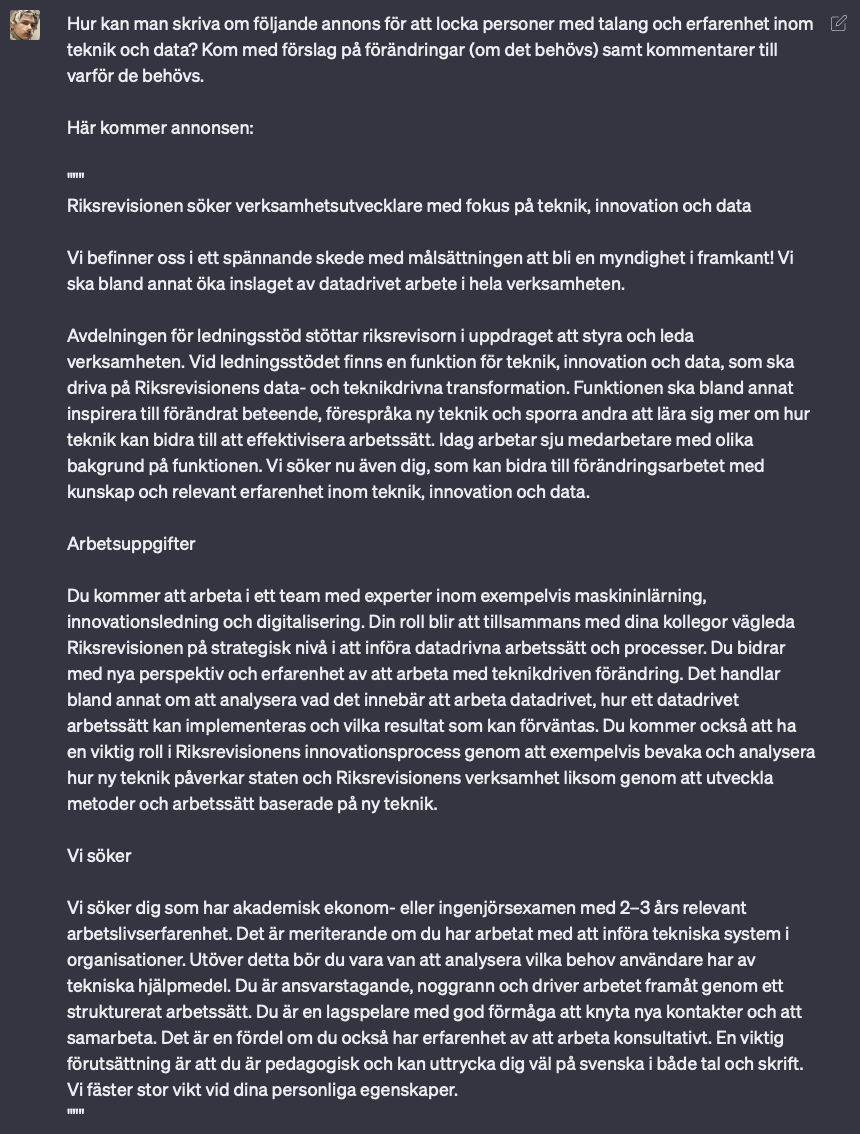 Hur kan man skriva om följande annons för att locka personer med talang och erfarenhet inom
teknik och data? Kom med förslag på förändringar (om det behövs) samt kommentarer till
varför de behövs.
Här kommer annonsen:
"""
Riksrevisionen söker verksamhetsutvecklare med fokus på teknik, innovation och data
Vi befinner oss i ett spännande skede med målsättningen att bli en myndighet i framkant! Vi
ska bland annat öka inslaget av datadrivet arbete i hela verksamheten.
Avdelningen för ledningsstöd stöttar riksrevisorn i uppdraget att styra och leda
verksamheten. Vid ledningsstödet finns en funktion för teknik, innovation och data, som ska
driva på Riksrevisionens data- och teknikdrivna transformation. Funktionen ska bland annat
inspirera till förändrat beteende, förespråka ny teknik och sporra andra att lära sig mer om hur
teknik kan bidra till att effektivisera arbetssätt. Idag arbetar sju medarbetare med olika
bakgrund på funktionen. Vi söker nu även dig, som kan bidra till förändringsarbetet med
kunskap och relevant erfarenhet inom teknik, innovation och data.
Arbetsuppgifter
Du kommer att arbeta i ett team med experter inom exempelvis maskininlärning,
innovationsledning och digitalisering. Din roll blir att tillsammans med dina kollegor vägleda
Riksrevisionen på strategisk nivå i att införa datadrivna arbetssätt och processer. Du bidrar
med nya perspektiv och erfarenhet av att arbeta med teknikdriven förändring. Det handlar
bland annat om att analysera vad det innebär att arbeta datadrivet, hur ett datadrivet
arbetssätt kan implementeras och vilka resultat som kan förväntas. Du kommer också att ha
en viktig roll i Riksrevisionens innovationsprocess genom att exempelvis bevaka och analysera
hur ny teknik påverkar staten och Riksrevisionens verksamhet liksom genom att utveckla
metoder och arbetssätt baserade på ny teknik.
Vi söker
Vi söker dig som har akademisk ekonom- eller ingenjörsexamen med 2–3 års relevant
arbetslivserfarenhet. Det är meriterande om du har arbetat med att införa tekniska system i
organisationer. Utöver detta bör du vara van att analysera vilka behov användare har av
tekniska hjälpmedel. Du är ansvarstagande, noggrann och driver arbetet framåt genom ett
strukturerat arbetssätt. Du är en lagspelare med god förmåga att knyta nya kontakter och att
samarbeta. Det är en fördel om du också har erfarenhet av att arbeta konsultativt. En viktig
förutsättning är att du är pedagogisk och kan uttrycka dig väl på svenska i både tal och skrift.
Vi fäster stor vikt vid dina personliga egenskaper.
"""